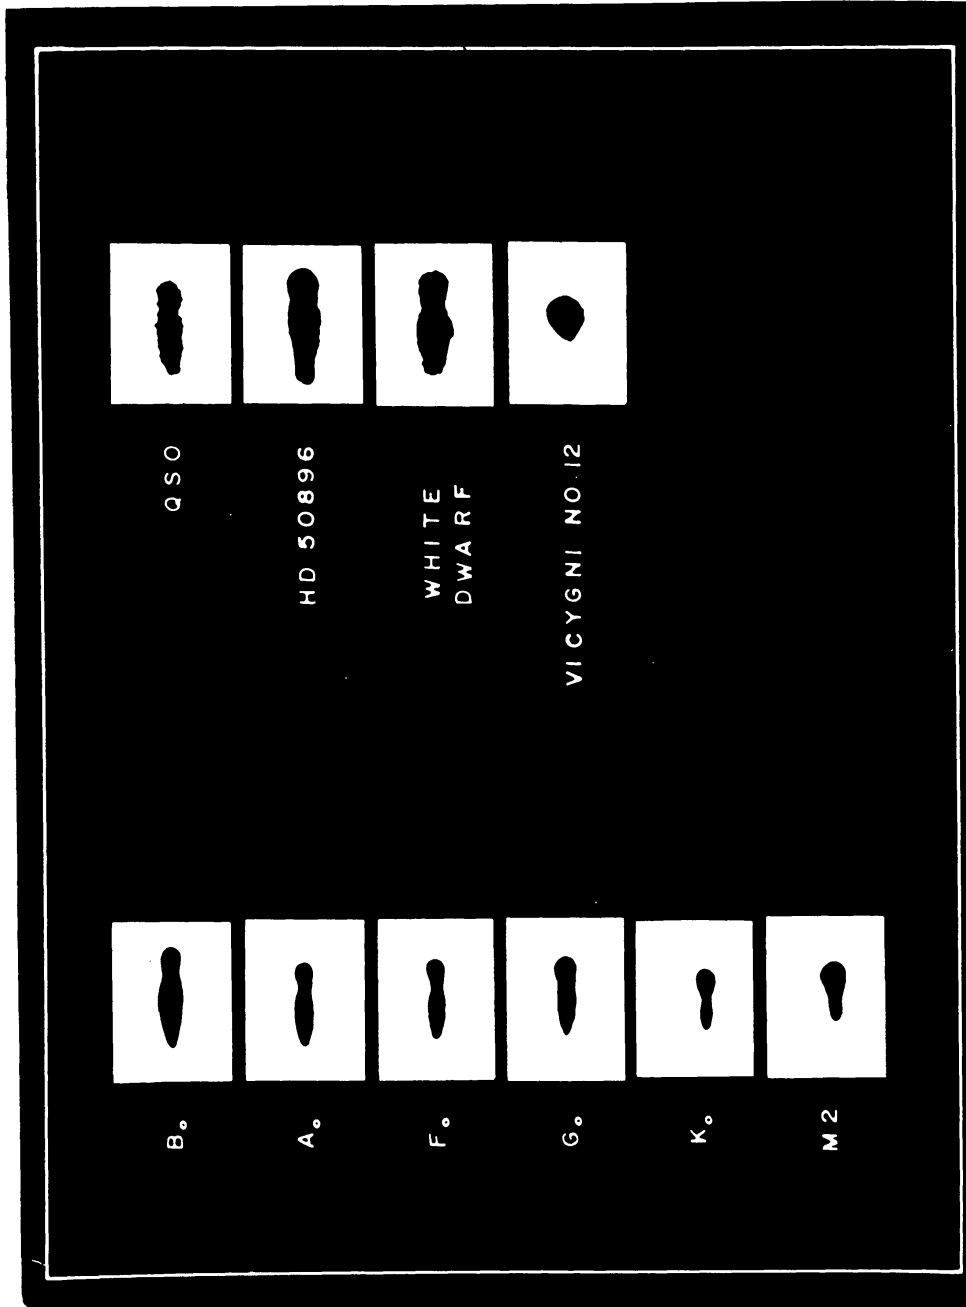 B₀
A₀
F₀
G₀
K₀
M2
QSO
HD 50896
WHITE
DWARF
VI CYGNI NO. 12